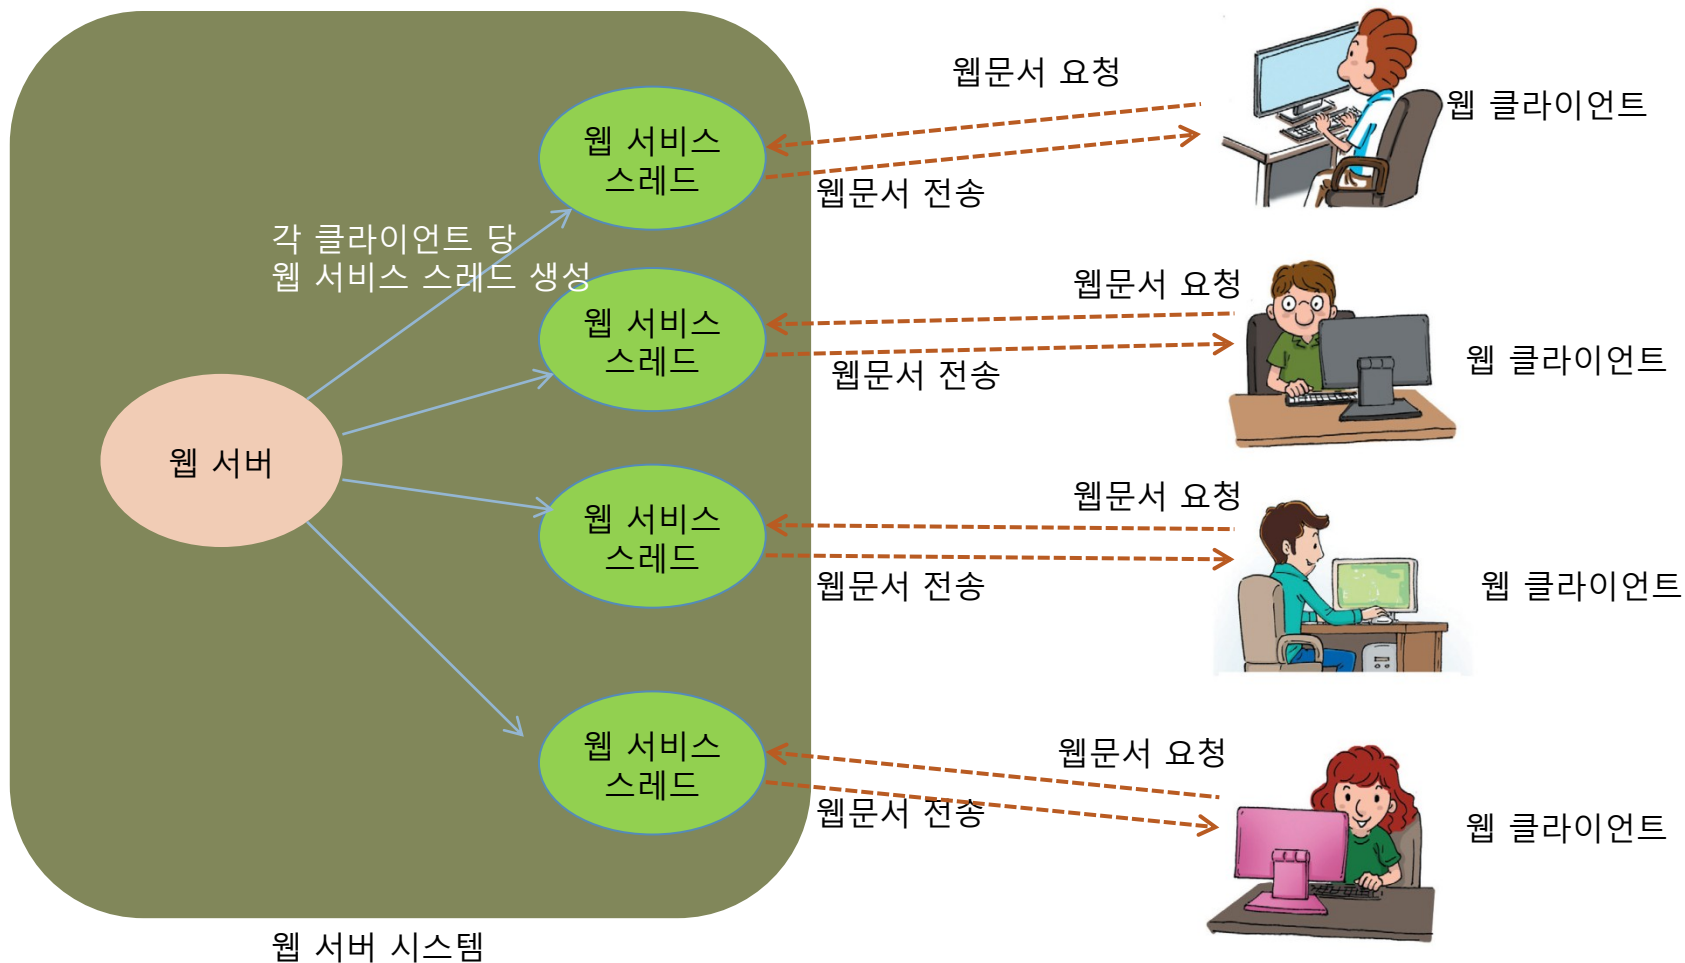 웹문서 요청
웹 클라이언트
웹 서비스
스레드
웹문서 전송
각 클라이언트 당
웹 서비스 스레드 생성
웹문서 요청
웹 서비스
스레드
웹 클라이언트
웹문서 전송
웹 서버
웹문서 요청
웹 서비스
스레드
웹문서 전송
웹 클라이언트
웹문서 요청
웹 서비스
스레드
웹문서 전송
웹 클라이언트
웹 서버 시스템